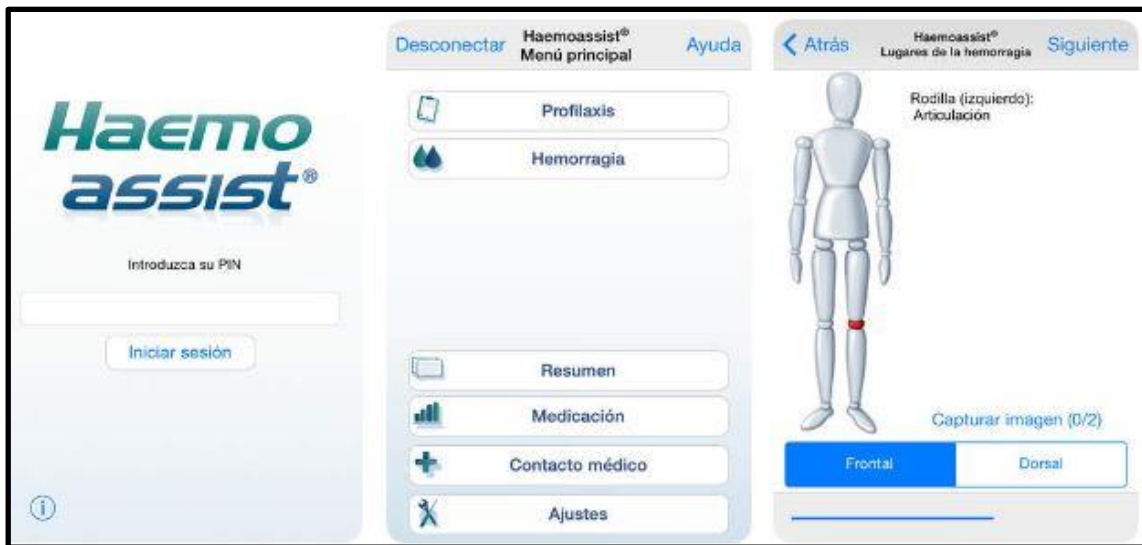 Haemo
assist®
Introduzca su PIN
Iniciar sesión
Desconectar
Haemoassist®
Menú principal
Ayuda
Profilaxis
Hemorragia
Resumen
Medicación
Contacto médico
Ajustes
Atrás
Haemoassist®
Lugares de la hemorragia
Siguiente
Rodilla (izquierdo):
Articulación
Capturar imagen (0/2)
Frontal
Dorsal